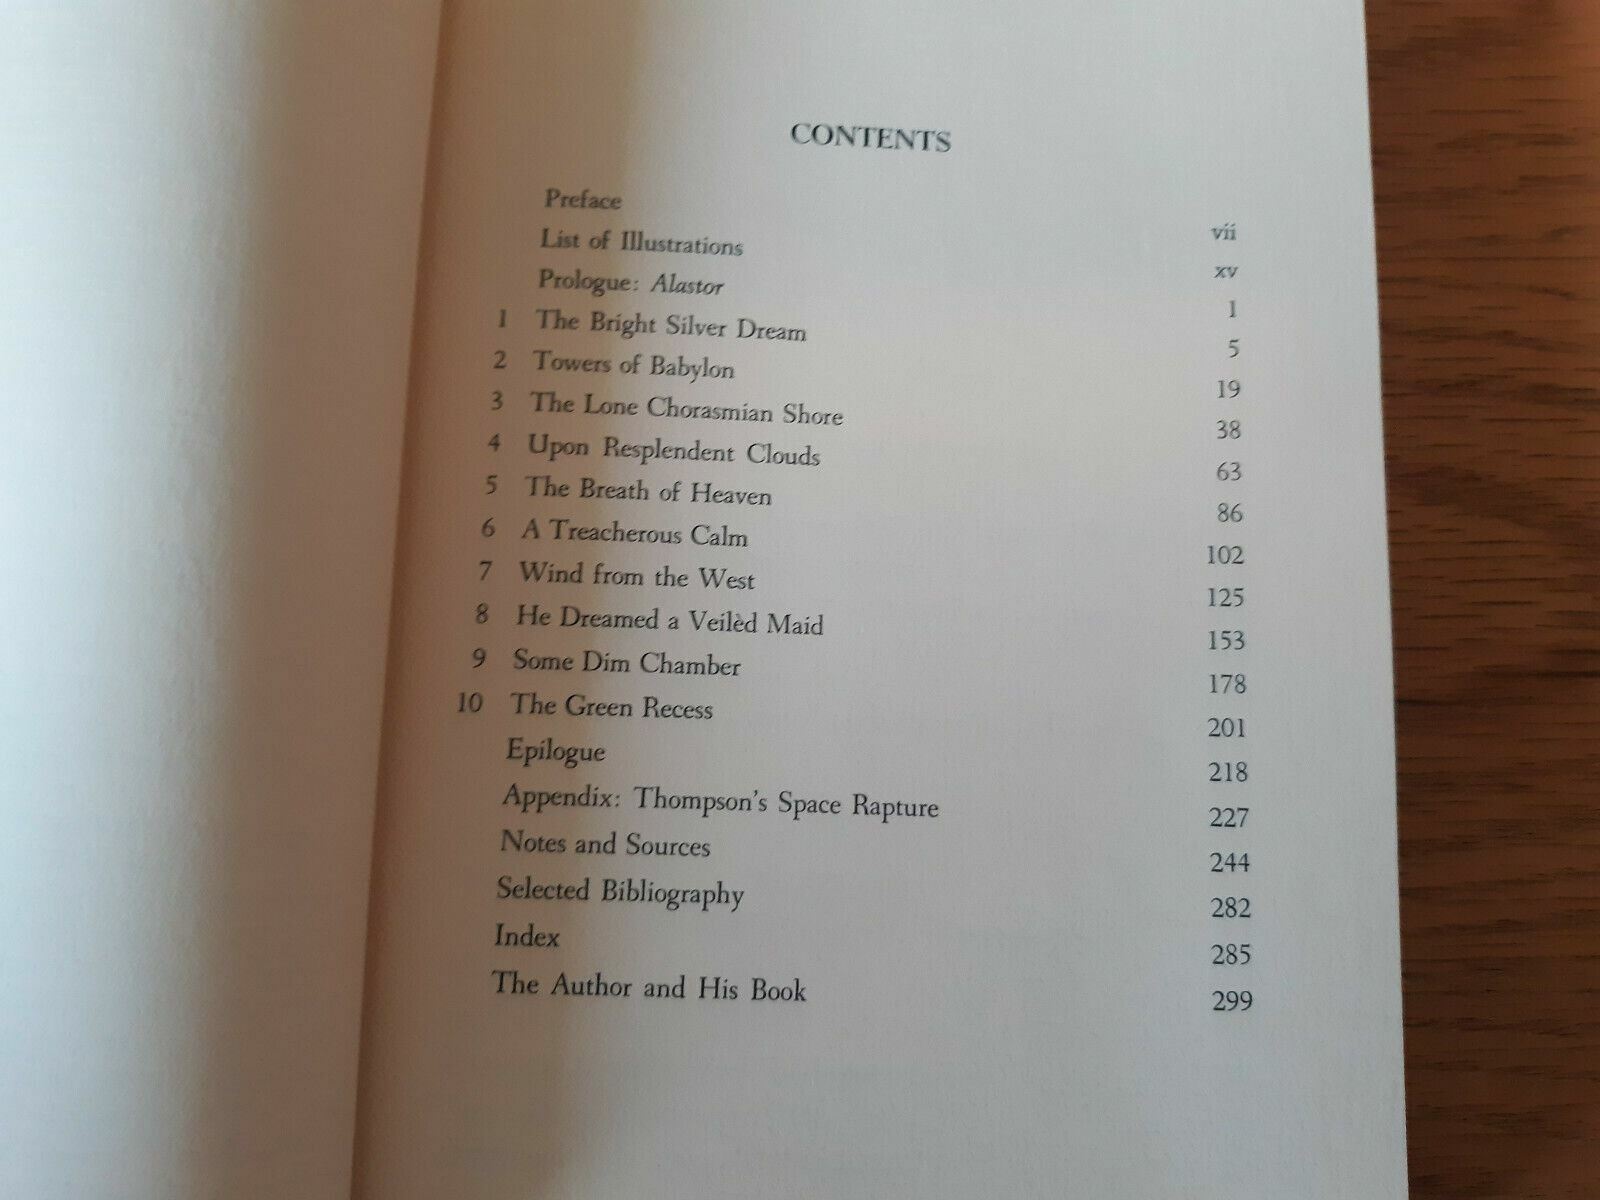 CONTENTS
Preface vii
List of Illustrations xv
Prologue: Alastor 1
1 The Bright Silver Dream 5
2 Towers of Babylon 19
3 The Lone Chorasmian Shore 38
4 Upon Resplendent Clouds 63
5 The Breath of Heaven 86
6 A Treacherous Calm 102
7 Wind from the West 125
8 He Dreamed a Veilèd Maid 153
9 Some Dim Chamber 178
10 The Green Recess 201
Epilogue 218
Appendix: Thompson's Space Rapture 227
Notes and Sources 244
Selected Bibliography 282
Index 285
The Author and His Book 299